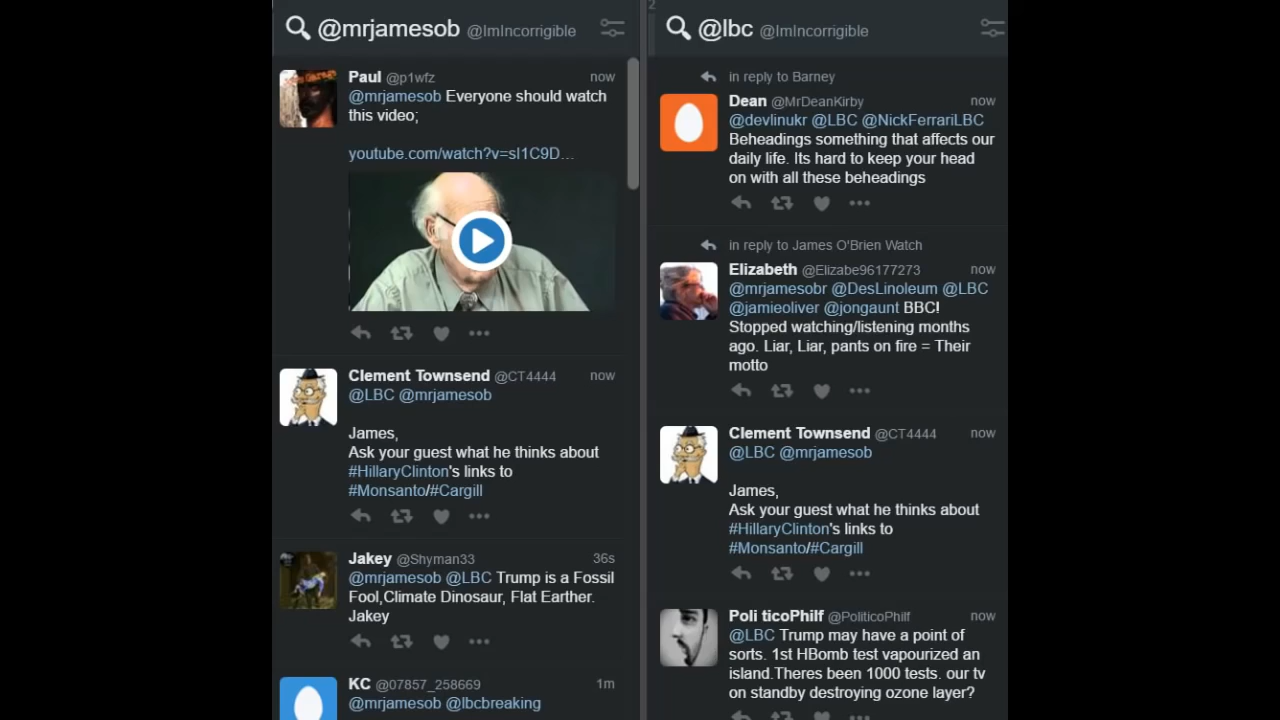 @mrjamesob @ImIncorrigible
Paul @p1wfz now
@mrjamesob Everyone should watch
this video;
youtube.com/watch?v=sI1C9D...
Clement Townsend @CT4444 now
@LBC @mrjamesob
James,
Ask your guest what he thinks about
#HillaryClinton's links to
#Monsanto/#Cargill
Jakey @Shyman33 36s
@mrjamesob @LBC Trump is a Fossil
Fool,Climate Dinosaur, Flat Earther.
Jakey
KC @07857_258669 1m
@mrjamesob @lbcbreaking
2
@lbc @ImIncorrigible
in reply to Barney
Dean @MrDeanKirby now
@devlinukr @LBC @NickFerrariLBC
Beheadings something that affects our
daily life. Its hard to keep your head
on with all these beheadings
in reply to James O'Brien Watch
Elizabeth @Elizabe96177273 now
@mrjamesobr @DesLinoleum @LBC
@jamieoliver @jongaunt BBC!
Stopped watching/listening months
ago. Liar, Liar, pants on fire = Their
motto
Clement Townsend @CT4444 now
@LBC @mrjamesob
James,
Ask your guest what he thinks about
#HillaryClinton's links to
#Monsanto/#Cargill
Poli ticoPhilf @PoliticoPhilf now
@LBC Trump may have a point of
sorts. 1st HBomb test vapourized an
island.Theres been 1000 tests. our tv
on standby destroying ozone layer?